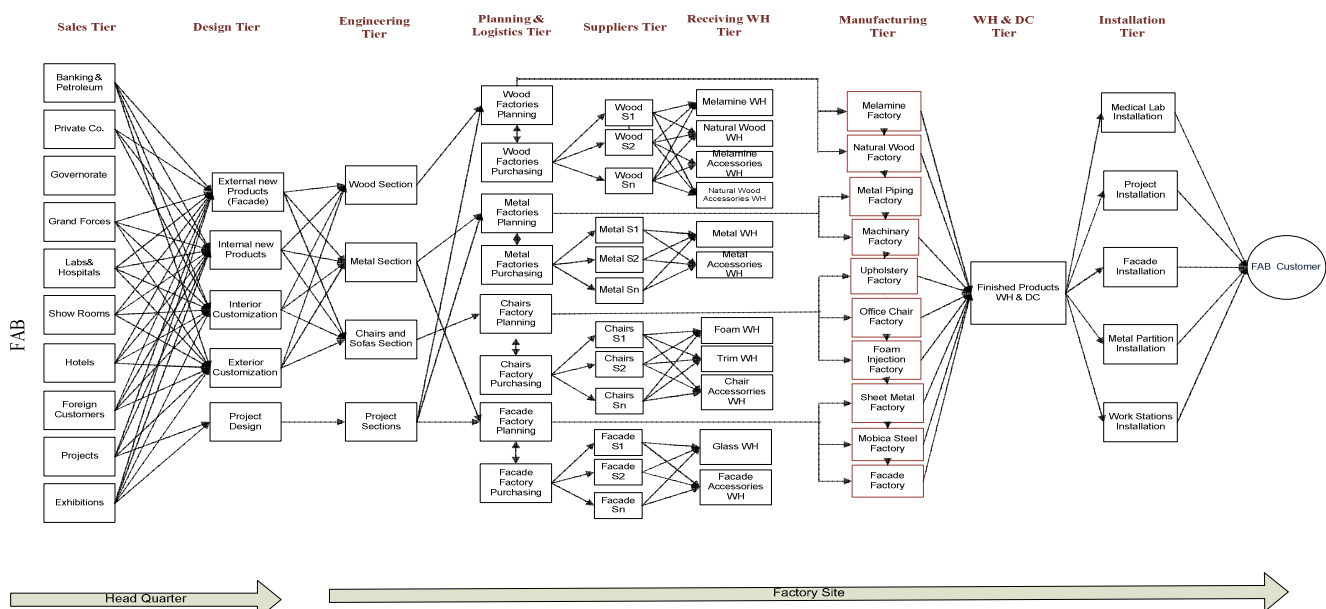 Sales Tier
Design Tier
Engineering
Tier
Planning &
Logistics Tier
Suppliers Tier
Receiving WH
Tier
Manufacturing
Tier
WH & DC
Tier
Installation
Tier
FAB
Banking &
Petroleum
Private Co.
Governorate
Grand Forces
Labs&
Hospitals
Show Rooms
Hotels
Foreign
Customers
Projects
Exhibitions
External new
Products
(Facade)
Internal new
Products
Interior
Customization
Exterior
Customization
Project
Design
Wood Section
Metal Section
Chairs and
Sofas Section
Project
Sections
Wood
Factories
Planning
Wood
Factories
Purchasing
Metal
Factories
Planning
Metal
Factories
Purchasing
Chairs
Factory
Planning
Chairs
Factory
Purchasing
Facade
Factory
Planning
Facade
Factory
Purchasing
Wood
S1
Wood
S2
Wood
Sn
Metal S1
Metal S2
Metal Sn
Chairs
S1
Chairs
S2
Chairs
Sn
Facade
S1
Facade
S2
Facade
Sn
Melamine WH
Natural Wood
WH
Melamine
Accessories
WH
Natural Wood
Accessories WH
Metal WH
Metal
Accessories
WH
Foam WH
Trim WH
Chair
Accessorries
WH
Glass WH
Facade
Accessories
WH
Melamine
Factory
Natural Wood
Factory
Metal Piping
Factory
Machinary
Factory
Upholstery
Factory
Office Chair
Factory
Foam
Injection
Factory
Sheet Metal
Factory
Mobica Steel
Factory
Facade
Factory
Finished Products
WH & DC
Medical Lab
Installation
Project
Installation
Facade
Installation
Metal Partition
Installation
Work Stations
Installation
FAB Customer
Head Quarter
Factory Site